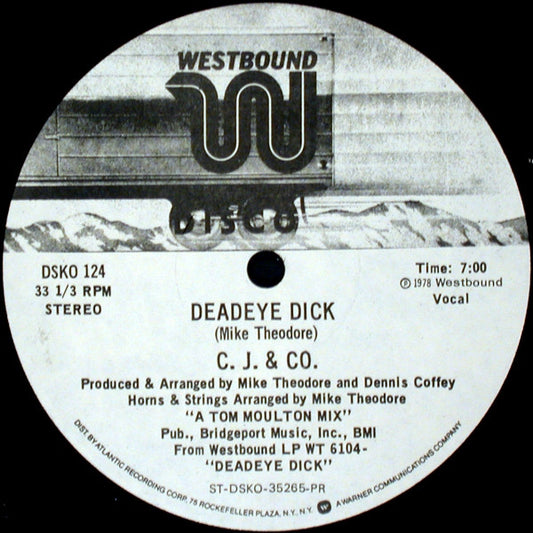 WESTBOUND
W
DISCO
DSKO 124
33 1/3 RPM
STEREO
Time: 7:00
Ⓟ 1978 Westbound
Vocal
DEADEYE DICK
(Mike Theodore)
C. J. & CO.
Produced & Arranged by Mike Theodore and Dennis Coffey
Horns & Strings Arranged by Mike Theodore
"A TOM MOULTON MIX"
Pub., Bridgeport Music, Inc., BMI
From Westbound LP WT 6104-
"DEADEYE DICK"
ST-DSKO-35265-PR
DIST. BY ATLANTIC RECORDING CORP. 75 ROCKEFELLER PLAZA, N.Y., N.Y. W A WARNER COMMUNICATIONS COMPANY